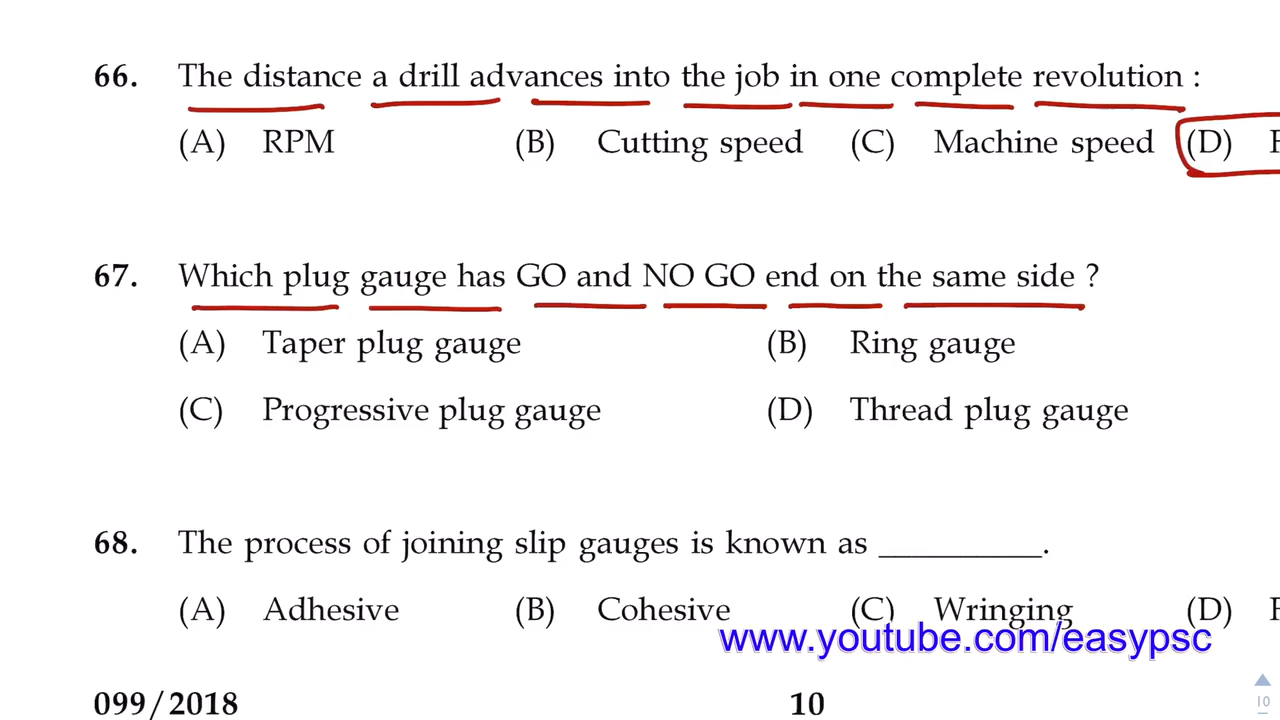 66. The distance a drill advances into the job in one complete revolution :
(A) RPM (B) Cutting speed (C) Machine speed (D)
67. Which plug gauge has GO and NO GO end on the same side ?
(A) Taper plug gauge (B) Ring gauge
(C) Progressive plug gauge (D) Thread plug gauge
68. The process of joining slip gauges is known as __________.
(A) Adhesive (B) Cohesive (C) Wringing (D)
www.youtube.com/easypsc
099/2018 10
10